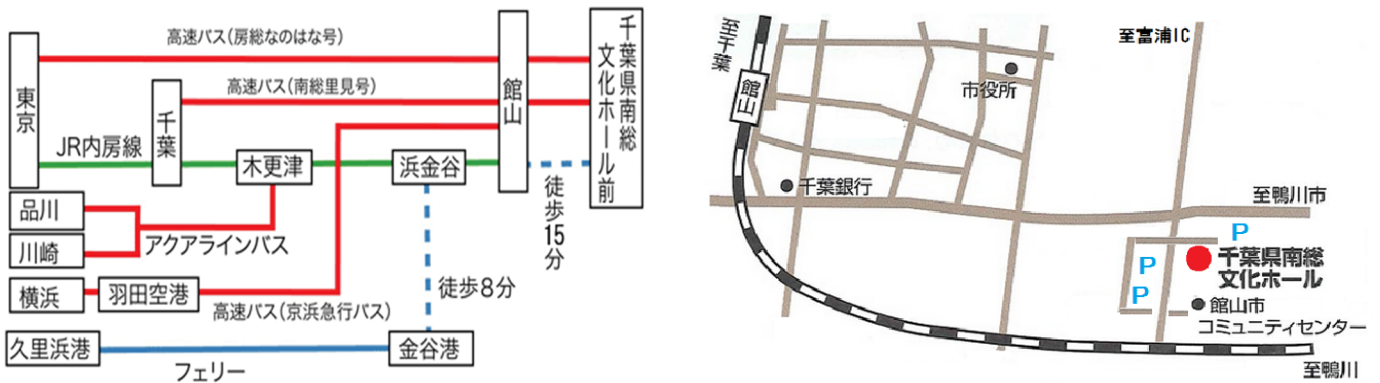 高速バス(房総なのはな号)
高速バス(南総里見号)
東京
千葉
館山
千葉県南総
文化ホール前
JR内房線
木更津
浜金谷
徒歩15分
品川
川崎
アクアラインバス
横浜
羽田空港
高速バス(京浜急行バス)
徒歩8分
久里浜港
フェリー
金谷港
至千葉
館山
至富浦IC
市役所
千葉銀行
至鴨川市
P
P
P
千葉県南総
文化ホール
館山市
コミュニティセンター
至鴨川